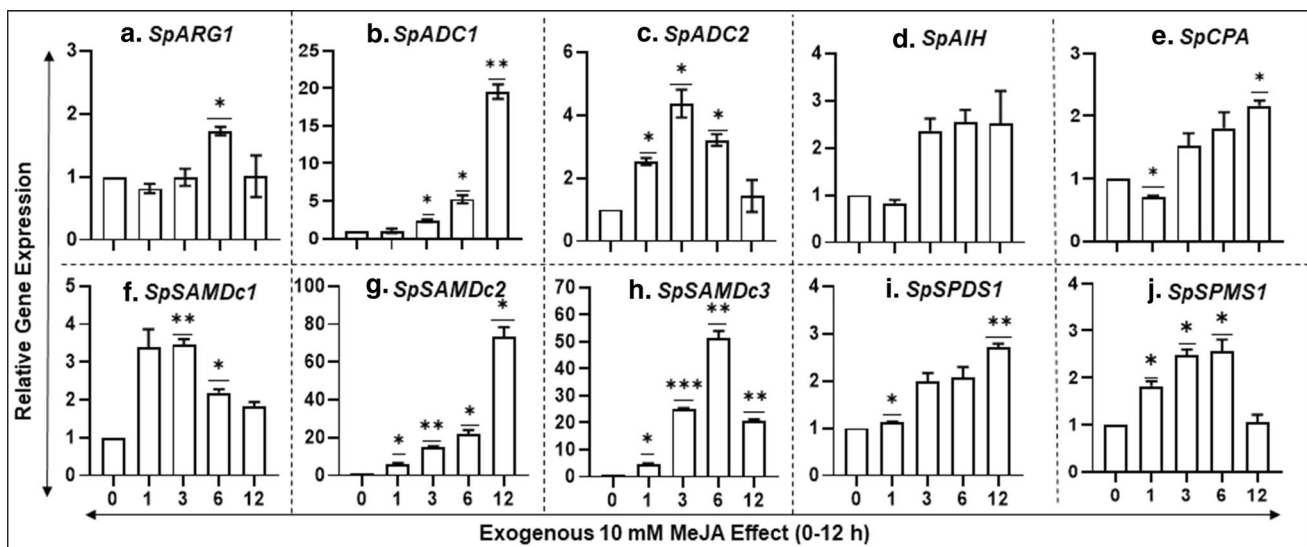 Relative Gene Expression
a. SpARG1
3
2
1
0
*
b. SpADC1
25
20
15
10
5
0
* * **
c. SpADC2
6
4
2
0
* * *
d. SpAIH
4
3
2
1
0
e. SpCPA
3
2
1
0
* *
f. SpSAMDc1
5
4
3
2
1
0
** *
0 1 3 6 12
g. SpSAMDc2
100
80
60
40
20
0
* ** * *
0 1 3 6 12
h. SpSAMDc3
70
60
50
40
30
20
10
0
* *** ** **
0 1 3 6 12
i. SpSPDS1
4
3
2
1
0
* **
0 1 3 6 12
j. SpSPMS1
4
3
2
1
0
* * *
0 1 3 6 12
Exogenous 10 mM MeJA Effect (0-12 h)